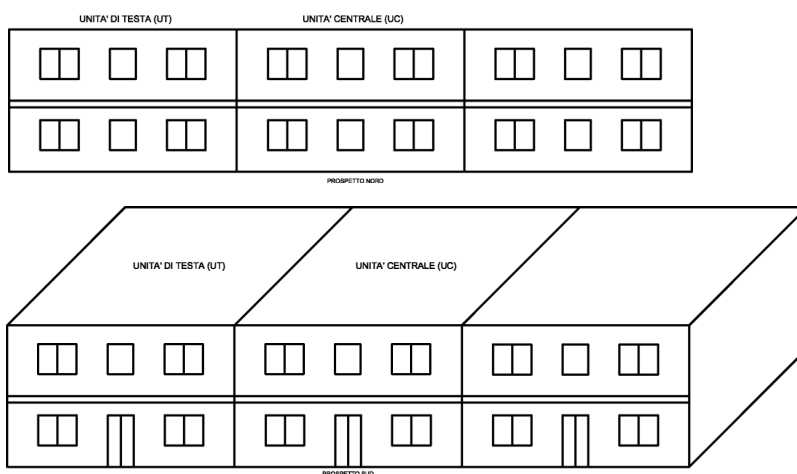 UNITA' DI TESTA (UT) UNITA' CENTRALE (UC)
PROSPETTO NORD
UNITA' DI TESTA (UT) UNITA' CENTRALE (UC)
PROSPETTO SUD